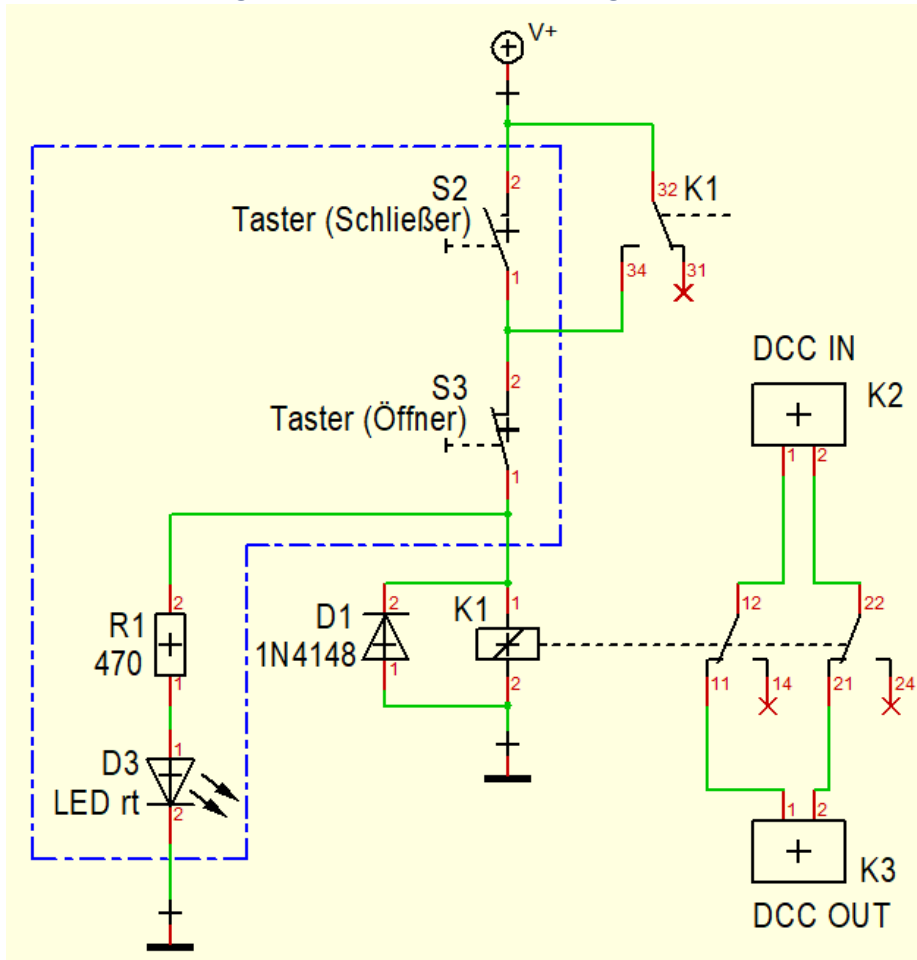 V+
2
S2
Taster (Schließer)
1
32 K1
34
31
2
S3
Taster (Öffner)
1
DCC IN
K2
1 2
2
R1
470
1
D1
1N4148
2
1
K1
1
2
12
22
11
14
21
24
D3
LED rt
1
2
1 2
K3
DCC OUT